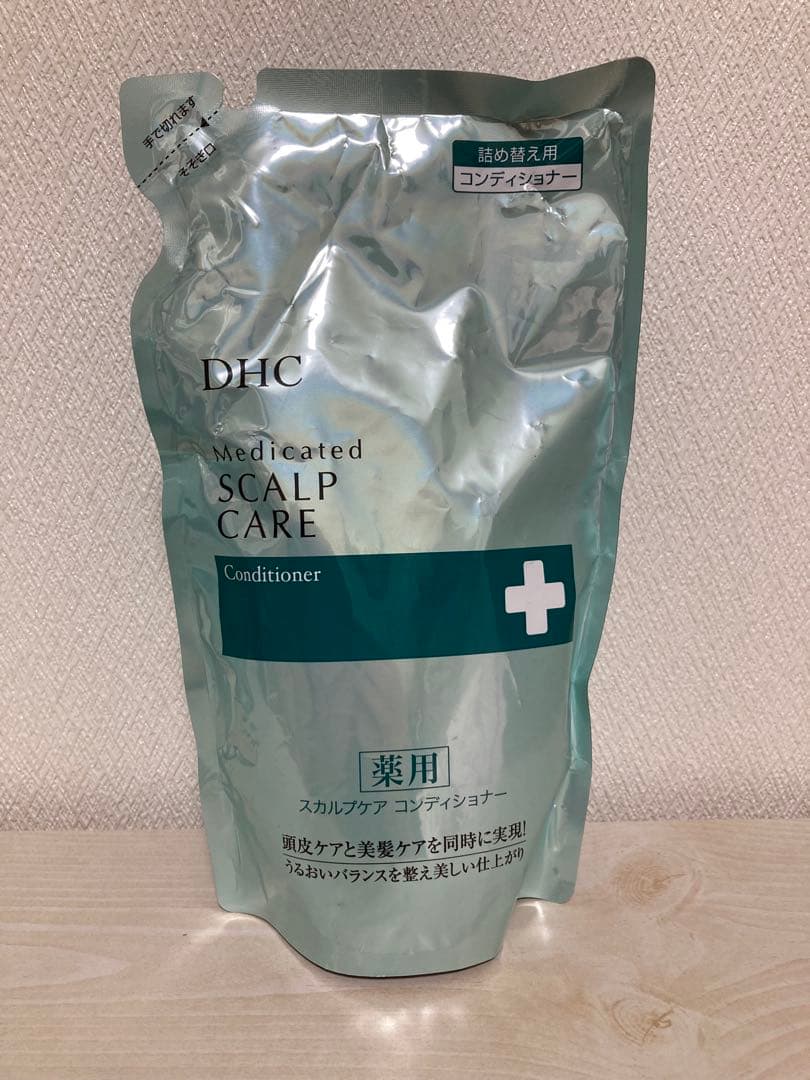 手で切れます
そそぎ口
詰め替え用
コンディショナー
DHC
Medicated
SCALP
CARE
Conditioner
薬用
スカルプケア コンディショナー
頭皮ケアと美髪ケアを同時に実現!
うるおいバランスを整え美しい仕上がり